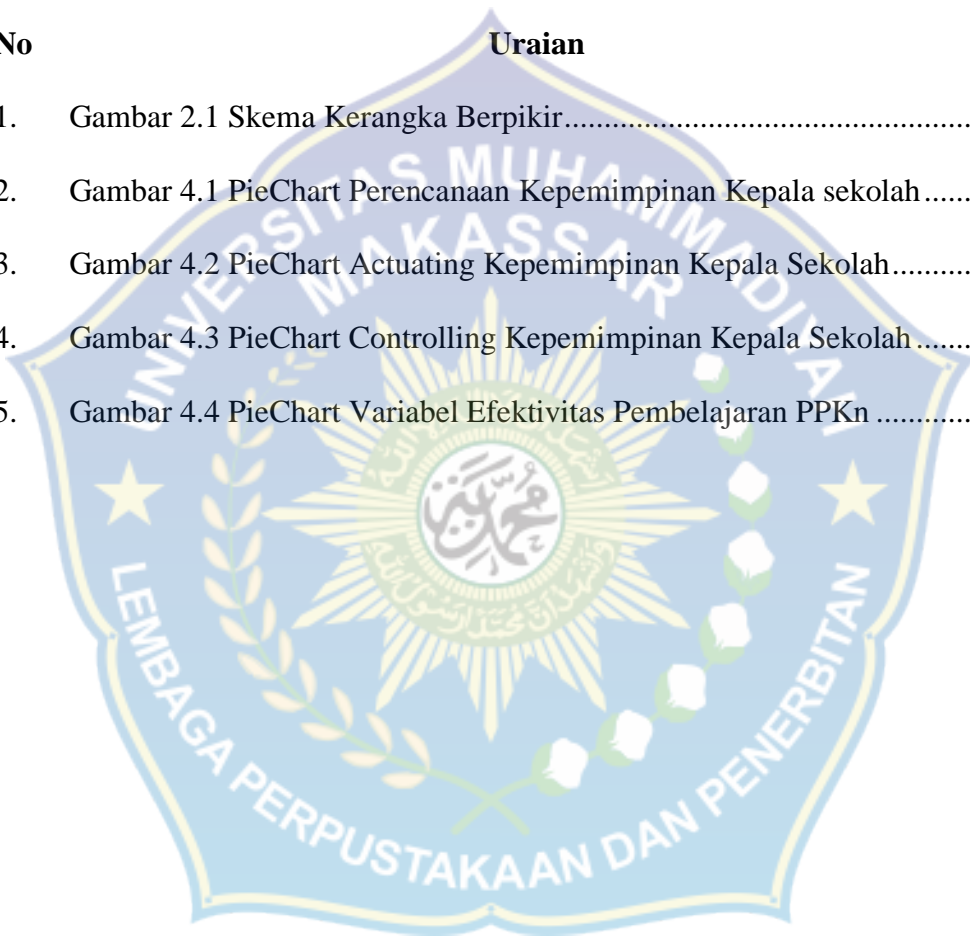 No Uraian
1. Gambar 2.1 Skema Kerangka Berpikir................................................
2. Gambar 4.1 PieChart Perencanaan Kepemimpinan Kepala sekolah......
3. Gambar 4.2 PieChart Actuating Kepemimpinan Kepala Sekolah..........
4. Gambar 4.3 PieChart Controlling Kepemimpinan Kepala Sekolah.......
5. Gambar 4.4 PieChart Variabel Efektivitas Pembelajaran PPKn ............
UNIVERSITAS MUHAMMADIYAH
MAKASSAR
LEMBAGA PERPUSTAKAAN DAN PENERBITAN